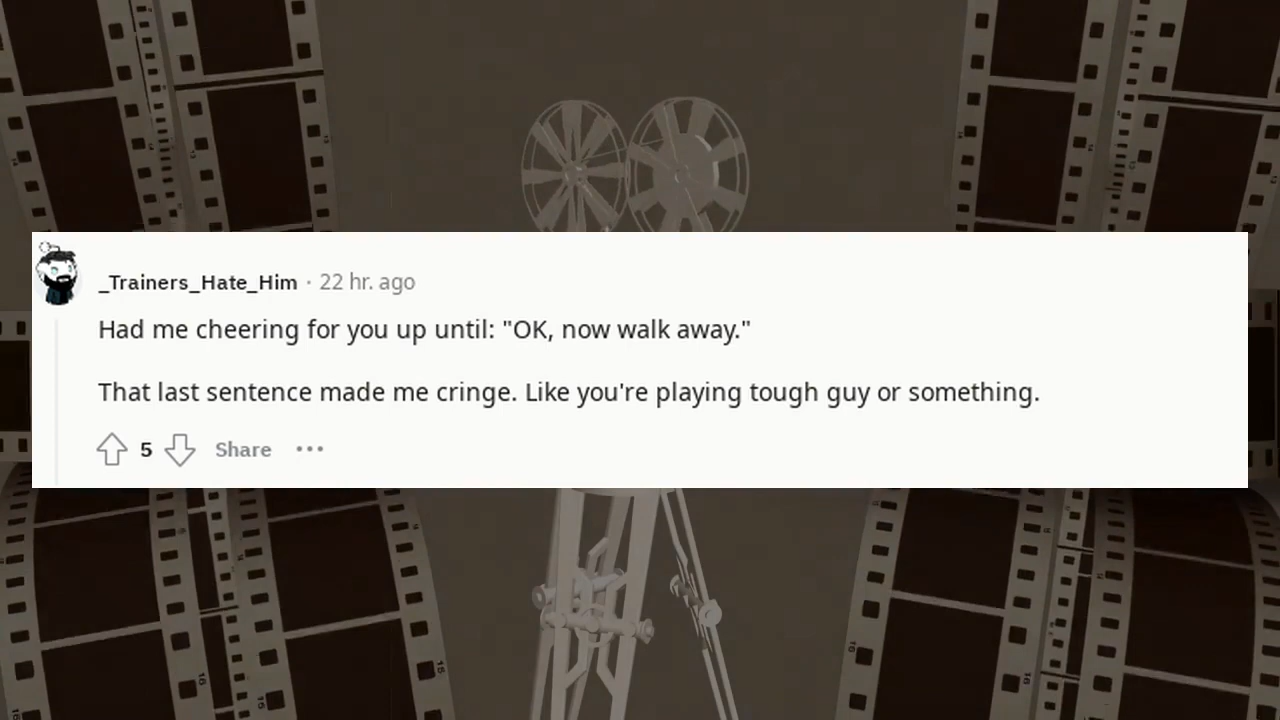 _Trainers_Hate_Him · 22 hr. ago
Had me cheering for you up until: "OK, now walk away."
That last sentence made me cringe. Like you're playing tough guy or something.
5 Share